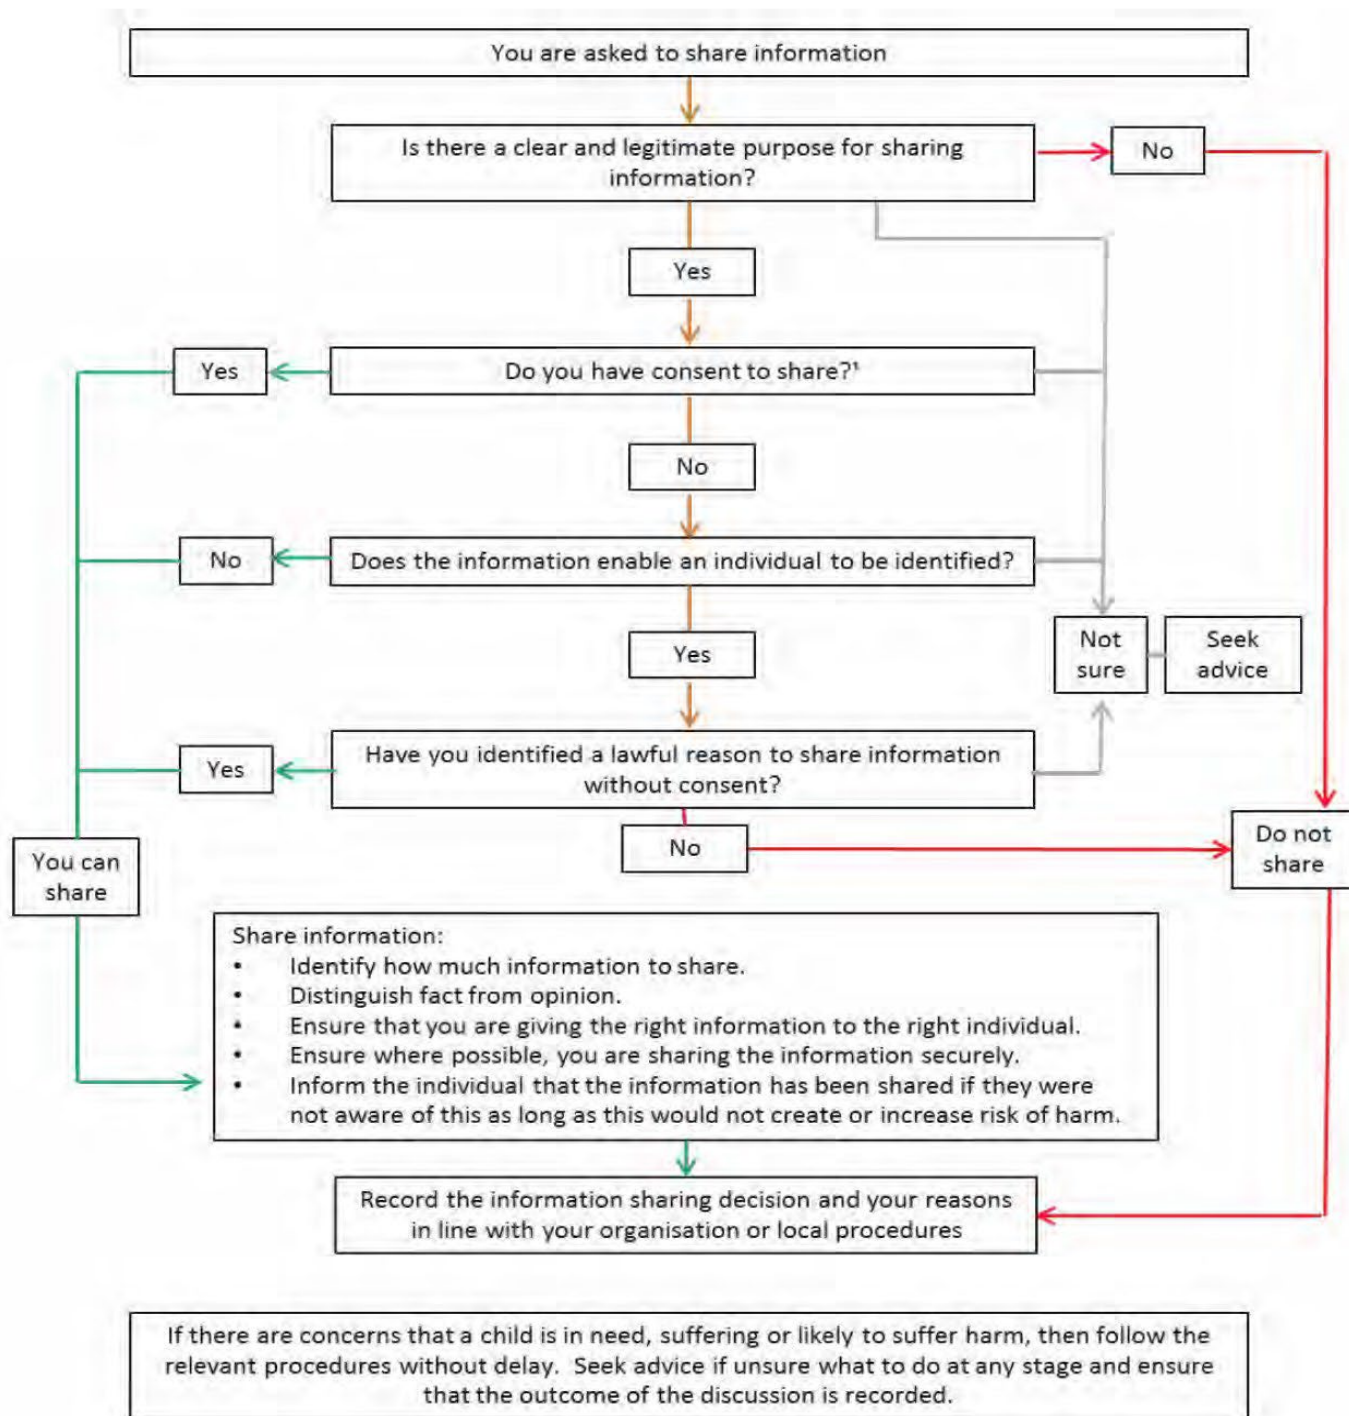 You are asked to share information
Is there a clear and legitimate purpose for sharing
information?
No
Yes
Yes
Do you have consent to share?¹
No
No
Does the information enable an individual to be identified?
Yes
Not
sure
Seek
advice
Yes
Have you identified a lawful reason to share information
without consent?
No
Do not
share
You can
share
Share information:
• Identify how much information to share.
• Distinguish fact from opinion.
• Ensure that you are giving the right information to the right individual.
• Ensure where possible, you are sharing the information securely.
• Inform the individual that the information has been shared if they were
not aware of this as long as this would not create or increase risk of harm.
Record the information sharing decision and your reasons
in line with your organisation or local procedures
If there are concerns that a child is in need, suffering or likely to suffer harm, then follow the
relevant procedures without delay.  Seek advice if unsure what to do at any stage and ensure
that the outcome of the discussion is recorded.